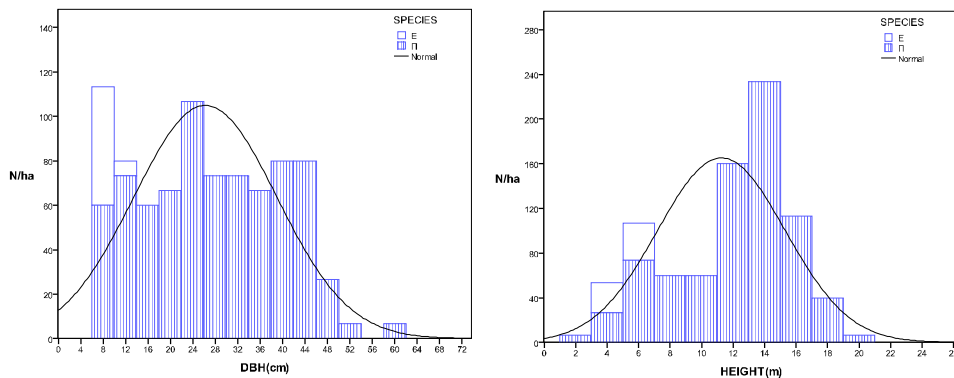 SPECIES
E
Π
Normal
140
120
100
80
60
40
20
0
N/ha
0 4 8 12 16 20 24 28 32 36 40 44 48 52 56 60 64 68 72
DBH(cm)
SPECIES
E
Π
Normal
280
240
200
160
120
80
40
0
N/ha
0 2 4 6 8 10 12 14 16 18 20 22 24 26
HEIGHT(m)